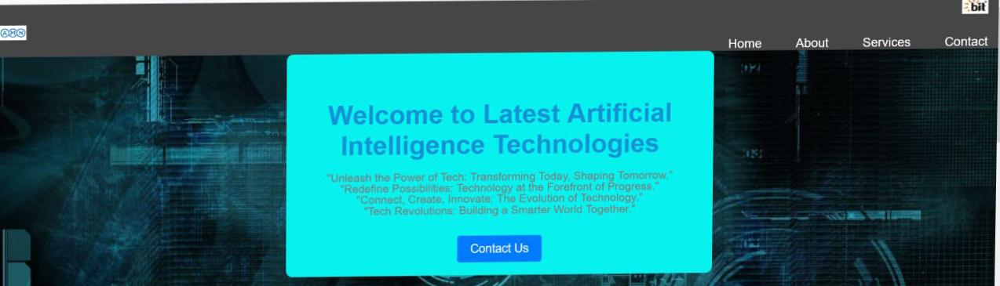 bit
AMN
Home About Services Contact
02
03
Welcome to Latest Artificial
Intelligence Technologies
"Unleash the Power of Tech: Transforming Today, Shaping Tomorrow."
"Redefine Possibilities: Technology at the Forefront of Progress."
"Connect, Create, Innovate: The Evolution of Technology."
"Tech Revolutions: Building a Smarter World Together."
Contact Us